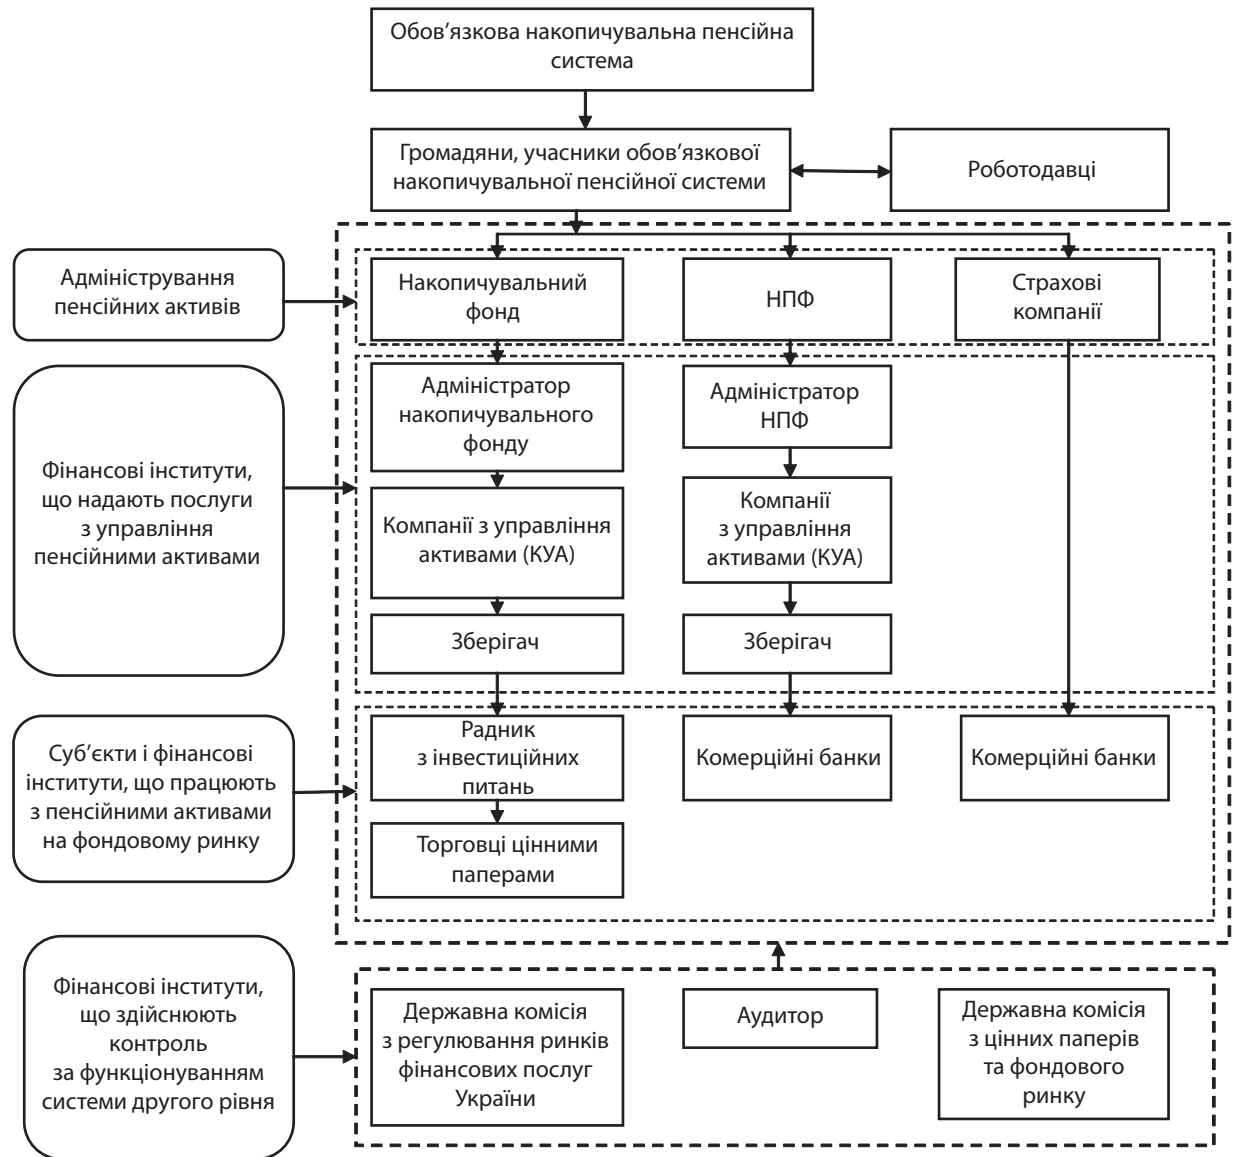 Обов’язкова накопичувальна пенсійна
система
Громадяни, учасники обов’язкової
накопичувальної пенсійної системи
Роботодавці
Адміністрування
пенсійних активів
Накопичувальний
фонд
НПФ
Страхові
компанії
Фінансові інститути,
що надають послуги
з управління
пенсійними активами
Адміністратор
накопичувального
фонду
Адміністратор
НПФ
Компанії з управління
активами (КУА)
Компанії
з управління
активами (КУА)
Зберігач
Зберігач
Суб’єкти і фінансові
інститути, що працюють
з пенсійними активами
на фондовому ринку
Радник
з інвестиційних
питань
Комерційні банки
Комерційні банки
Торговці цінними
паперами
Фінансові інститути,
що здійснюють
контроль
за функціонуванням
системи другого рівня
Державна комісія
з регулювання ринків
фінансових послуг
України
Аудитор
Державна комісія
з цінних паперів
та фондового
ринку